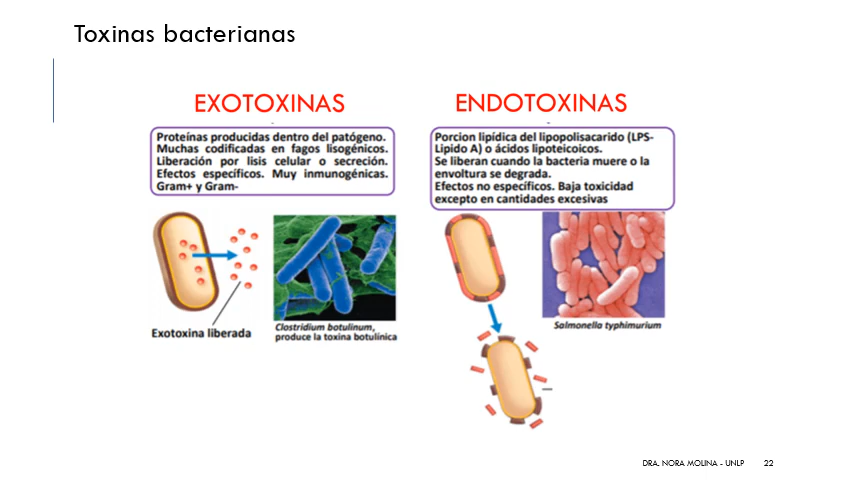 Toxinas bacterianas
EXOTOXINAS
Proteínas producidas dentro del patógeno.
Muchas codificadas en fagos lisogénicos.
Liberación por lisis celular o secreción.
Efectos específicos. Muy inmunogénicas.
Gram+ y Gram-
Exotoxina liberada
Clostridium botulinum,
produce la toxina botulínica
ENDOTOXINAS
Porcion lipídica del lipopolisacarido (LPS-
Lipido A) o ácidos lipoteicoicos.
Se liberan cuando la bacteria muere o la
envoltura se degrada.
Efectos no específicos. Baja toxicidad
excepto en cantidades excesivas
Salmonella typhimurium
DRA. NORA MOLINA - UNLP 22